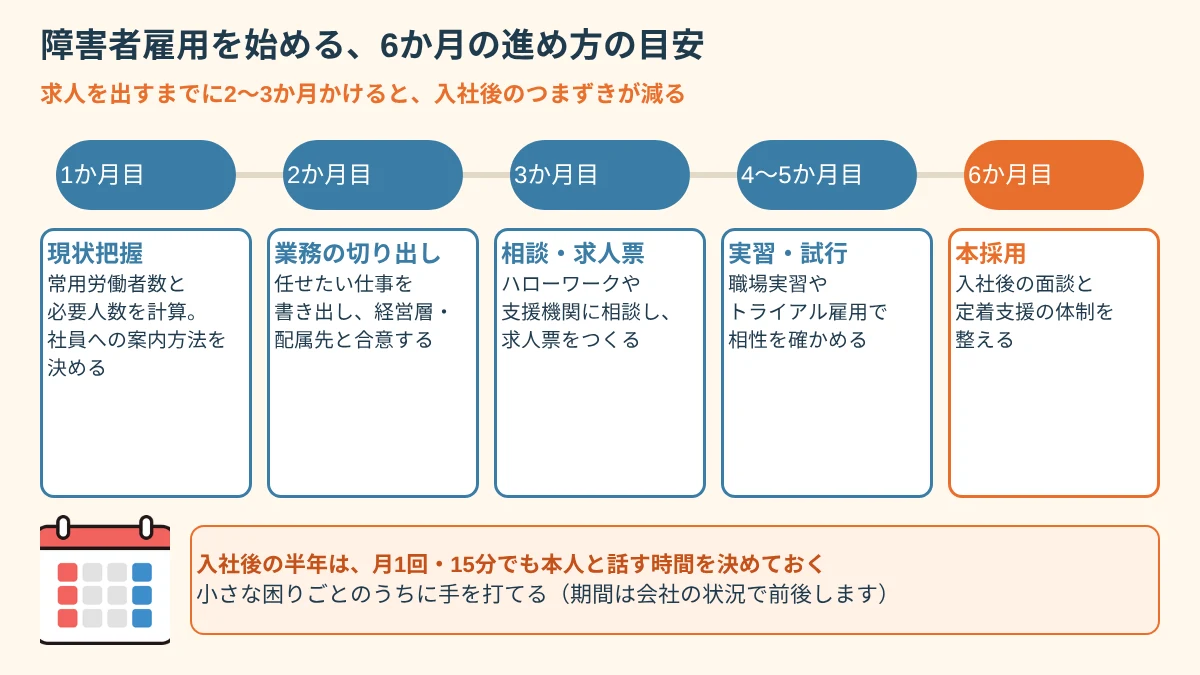 障害者雇用を始める、6か月の進め方の目安
求人を出すまでに2〜3か月かけると、入社後のつまずきが減る
1か月目
2か月目
3か月目
4〜5か月目
6か月目
現状把握
常用労働者数と
必要人数を計算。
社員への案内方法を
決める
業務の切り出し
任せたい仕事を
書き出し、経営層・
配属先と合意する
相談・求人票
ハローワークや
支援機関に相談し、
求人票をつくる
実習・試行
職場実習や
トライアル雇用で
相性を確かめる
本採用
入社後の面談と
定着支援の体制を
整える
入社後の半年は、月1回・15分でも本人と話す時間を決めておく
小さな困りごとのうちに手を打てる（期間は会社の状況で前後します）